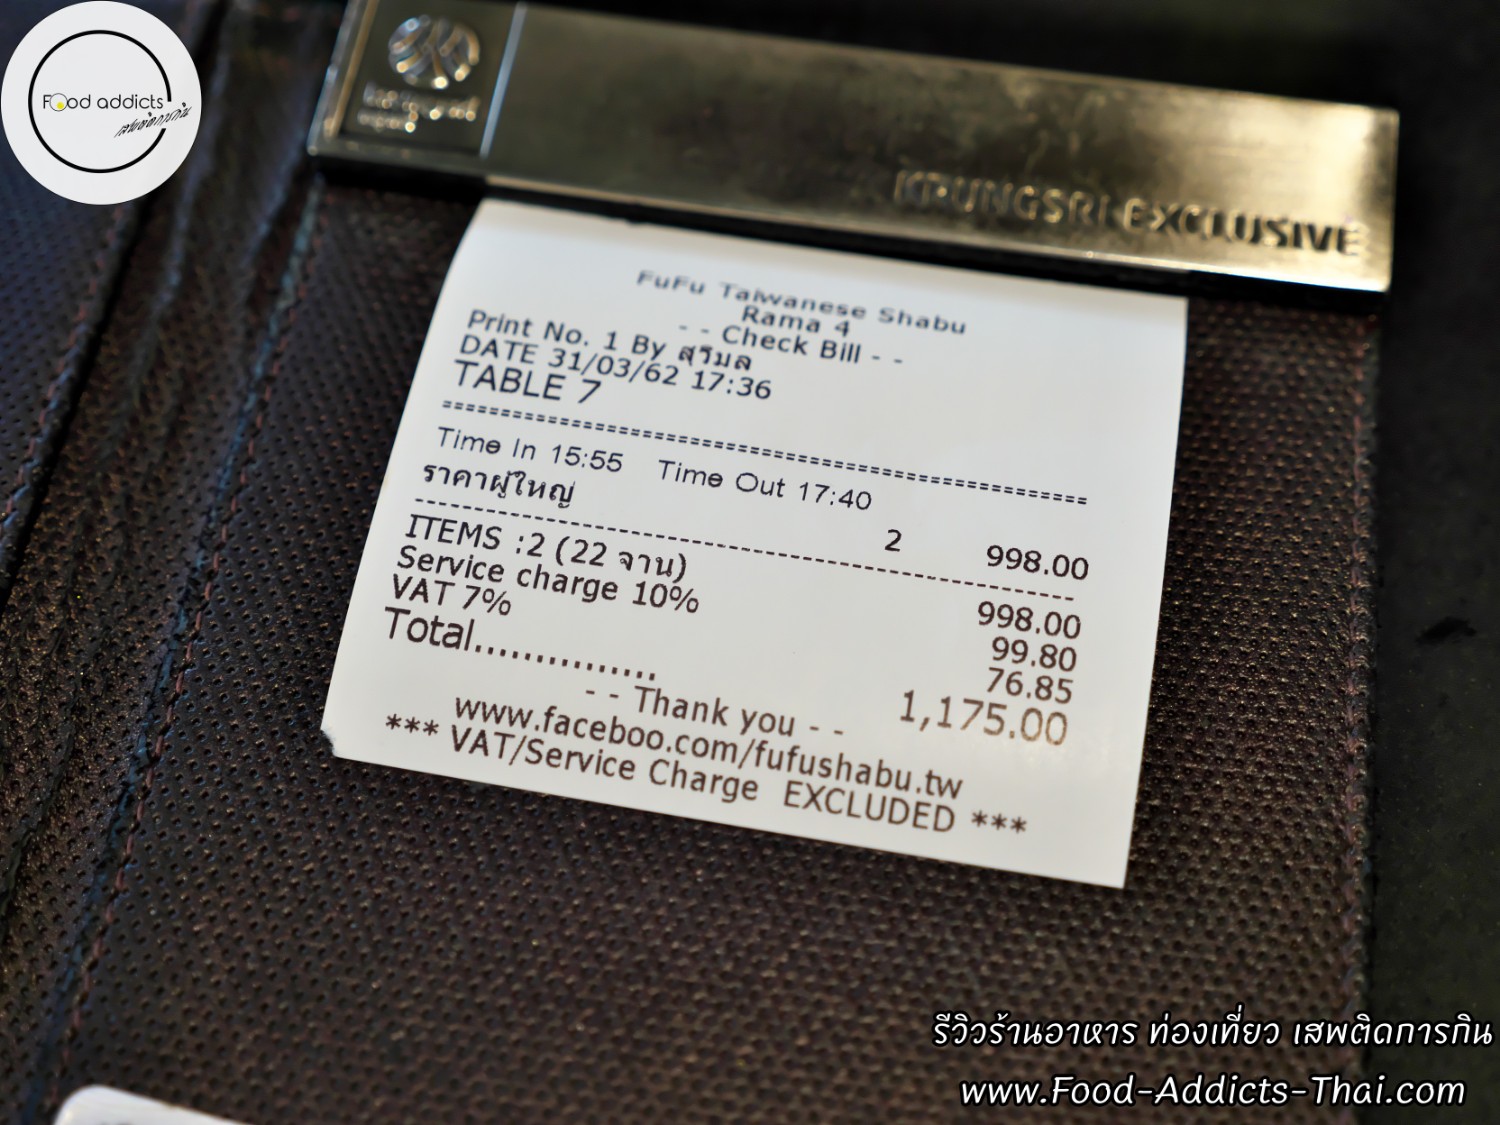 Food addicts
เสพติดการกิน
KRUNGSRI EXCLUSIVE
FuFu Taiwanese Shabu
Rama 4
- - Check Bill - -
Print No. 1 By สุวิมล
DATE 31/03/62 17:36
TABLE 7
Time In 15:55 Time Out 17:40
ราคาผู้ใหญ่ 2 998.00
ITEMS :2 (22 จาน) 998.00
Service charge 10% 99.80
VAT 7% 76.85
Total............... 1,175.00
- - Thank you - -
www.faceboo.com/fufushabu.tw
*** VAT/Service Charge EXCLUDED ***
รีวิวร้านอาหาร ท่องเที่ยว เสพติดการกิน
www.Food-Addicts-Thai.com